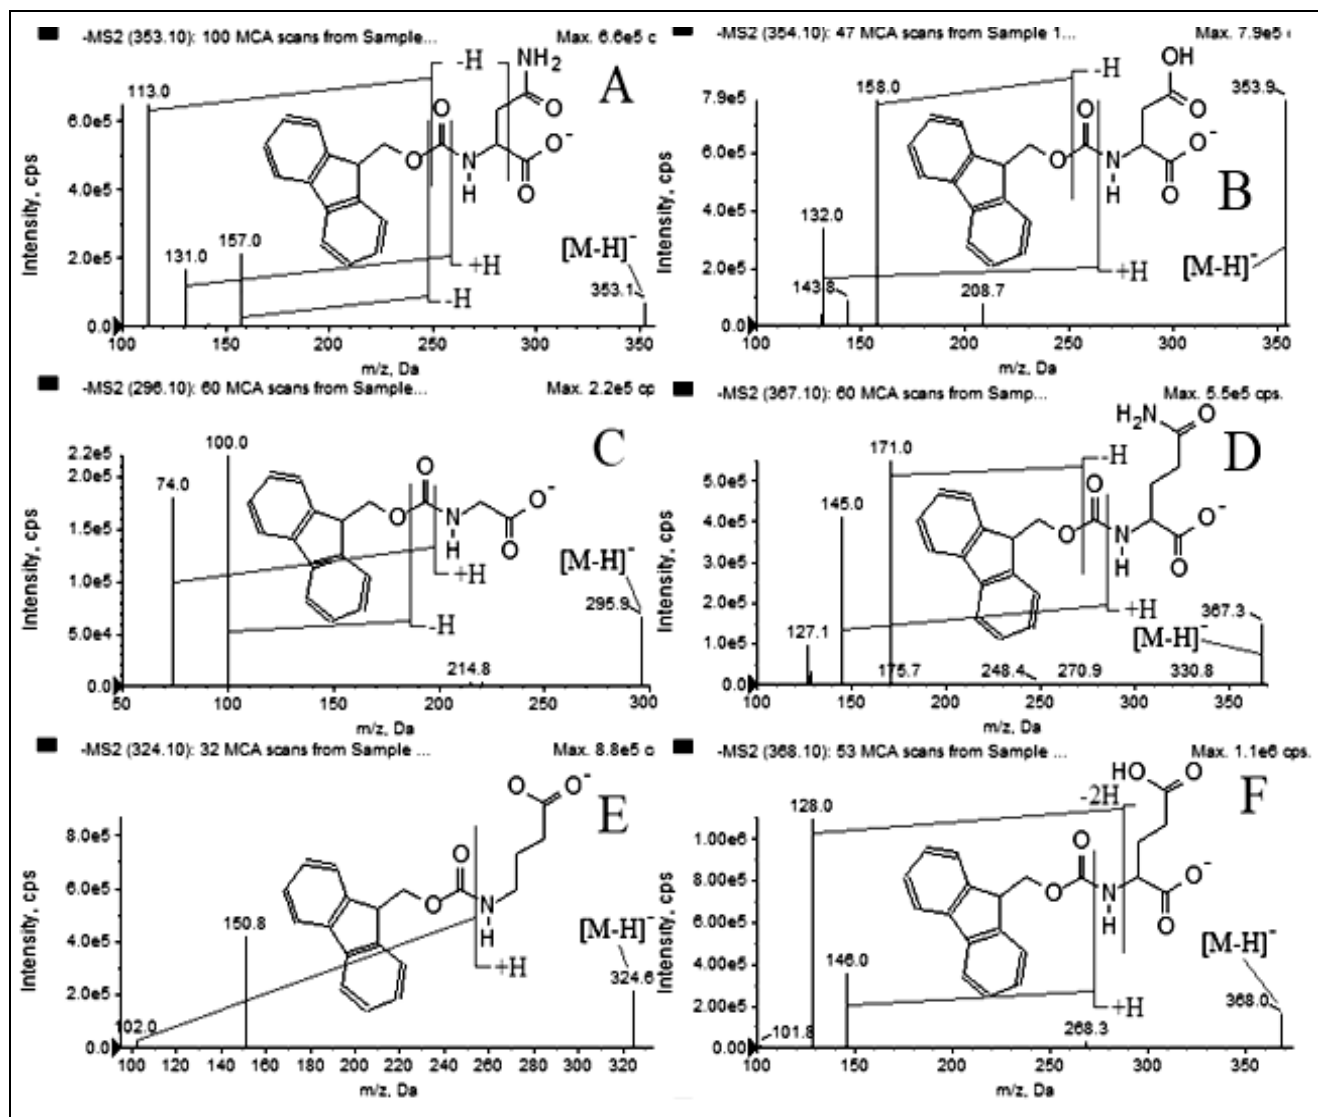 -MS2 (353.10): 100 MCA scans from Sample... Max. 6.6e5 c
A
-H
NH2
O
O
O
N
H
O-
O
113.0
6.0e5
4.0e5
2.0e5
0.0
131.0
157.0
+H
-H
[M-H]-
353.1
Intensity, cps
100 150 200 250 300 350
m/z, Da
-MS2 (354.10): 47 MCA scans from Sample 1... Max. 7.9e5
B
-H
OH
O
O
O
N
H
O-
O
158.0
353.9
7.9e5
6.0e5
4.0e5
2.0e5
0.0
132.0
143.8
208.7
+H
[M-H]-
Intensity, cps
100 150 200 250 300 350
m/z, Da
-MS2 (296.10): 60 MCA scans from Sample... Max. 2.2e5 cp
C
O
O
N
H
O-
O
100.0
74.0
2.2e5
2.0e5
1.5e5
1.0e5
5.0e4
0.0
+H
-H
[M-H]-
295.9
214.8
Intensity, cps
50 100 150 200 250 300
m/z, Da
-MS2 (367.10): 60 MCA scans from Samp... Max. 5.5e5 cps.
D
H2N
O
-H
O
O
N
H
O-
O
171.0
145.0
5.0e5
4.0e5
3.0e5
2.0e5
1.0e5
0.0
127.1
175.7
248.4
270.9
330.8
367.3
+H
[M-H]-
Intensity, cps
100 150 200 250 300 350
m/z, Da
-MS2 (324.10): 32 MCA scans from Sample ... Max. 8.8e5 c
E
O
O-
O
O
N
H
8.0e5
6.0e5
4.0e5
2.0e5
0.0
150.8
102.0
+H
[M-H]-
324.6
Intensity, cps
100 120 140 160 180 200 220 240 260 280 300 320
m/z, Da
-MS2 (368.10): 53 MCA scans from Sample ... Max. 1.1e6 cps.
F
HO
O
-2H
O
O
N
H
O-
O
128.0
146.0
1.00e6
8.00e5
6.00e5
4.00e5
2.00e5
0.00
101.8
268.3
368.0
+H
[M-H]-
Intensity, cps
100 150 200 250 300 350
m/z, Da